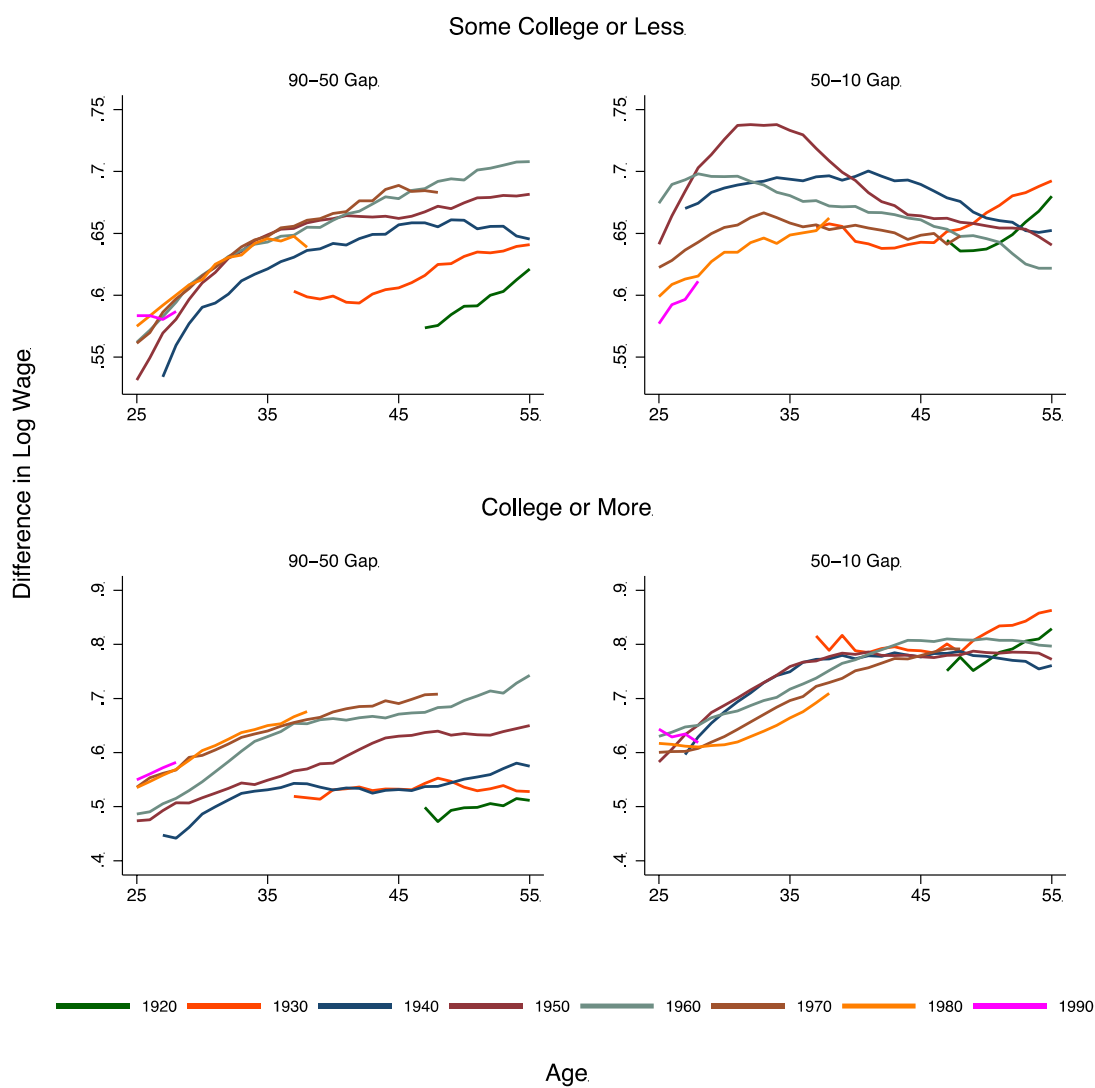 Some College or Less.
90−50 Gap. 50−10 Gap.
.75. .75.
.7. .7.
.65. .65.
.6. .6.
.55. .55.
25 35 45 55. 25 35 45 55.
Difference in Log Wage.
College or More.
90−50 Gap. 50−10 Gap.
.9. .9.
.8. .8.
.7. .7.
.6. .6.
.5. .5.
.4. .4.
25 35 45 55. 25 35 45 55.
1920 1930 1940 1950 1960 1970 1980 1990
Age.